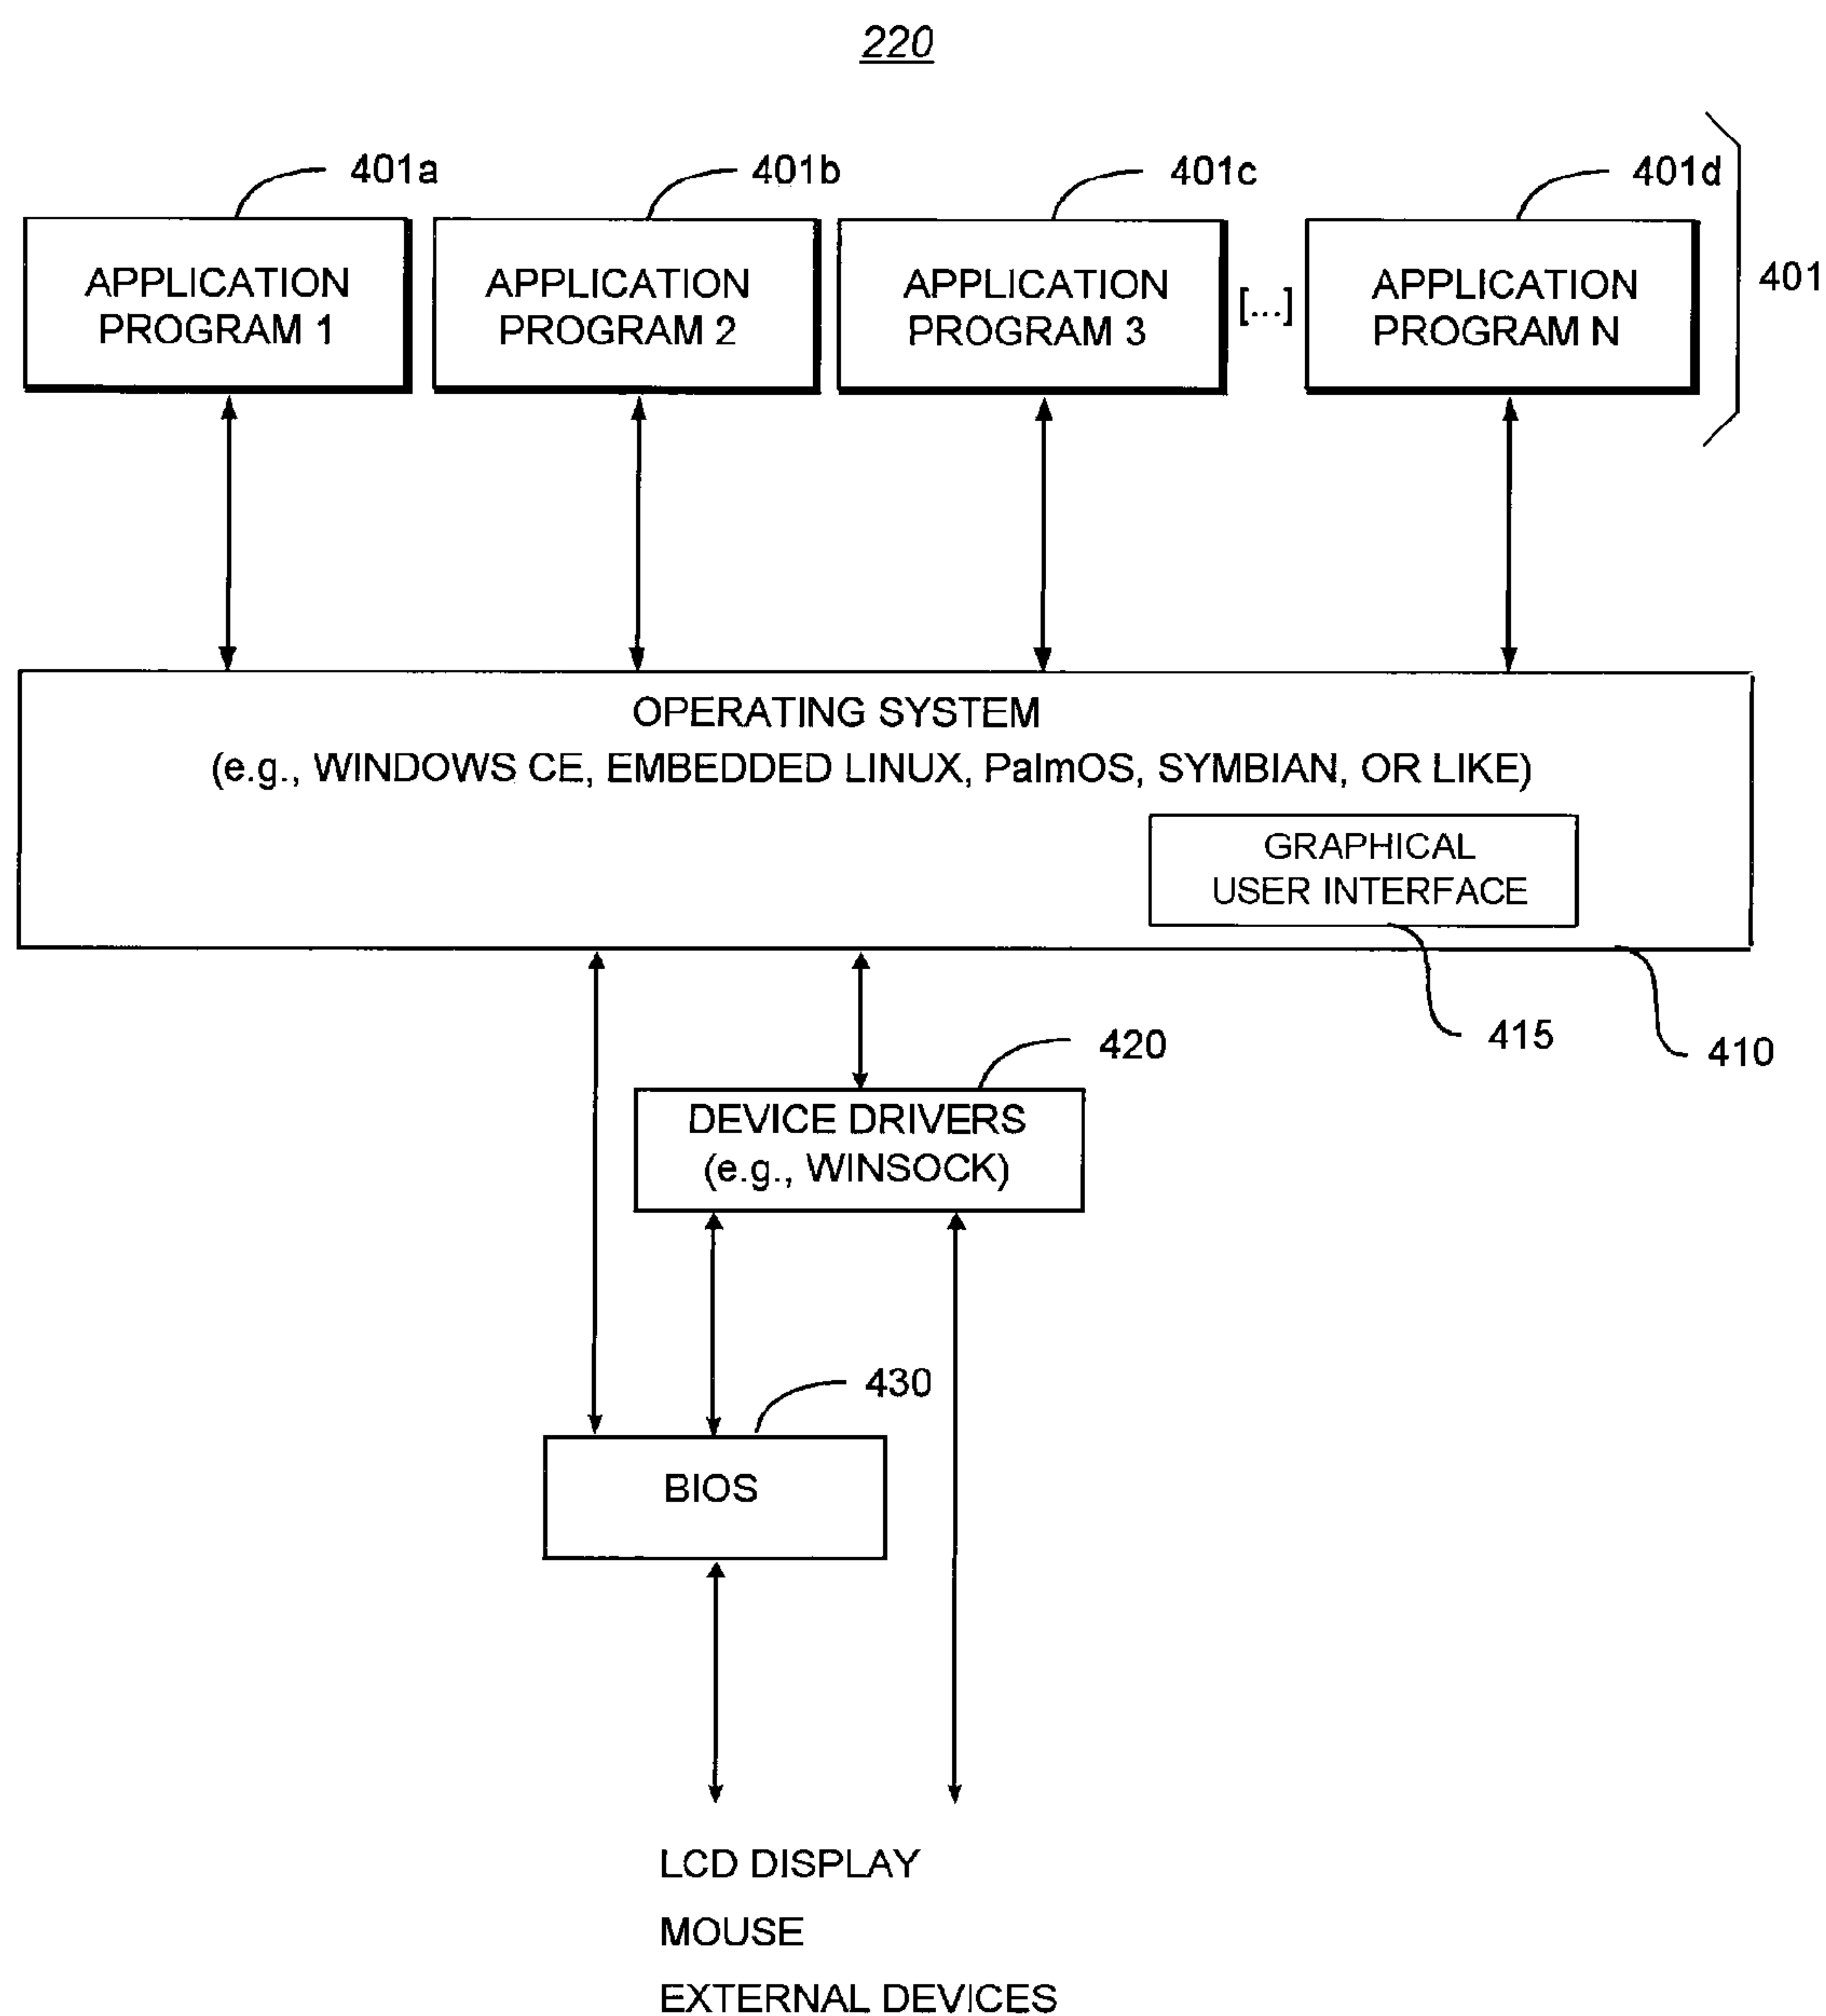 220
401a
401b
401c
401d
401
APPLICATION
PROGRAM 1
APPLICATION
PROGRAM 2
APPLICATION
PROGRAM 3
[...]
APPLICATION
PROGRAM N
OPERATING SYSTEM
(e.g., WINDOWS CE, EMBEDDED LINUX, PalmOS, SYMBIAN, OR LIKE)
GRAPHICAL
USER INTERFACE
415
410
420
DEVICE DRIVERS
(e.g., WINSOCK)
430
BIOS
LCD DISPLAY
MOUSE
EXTERNAL DEVICES